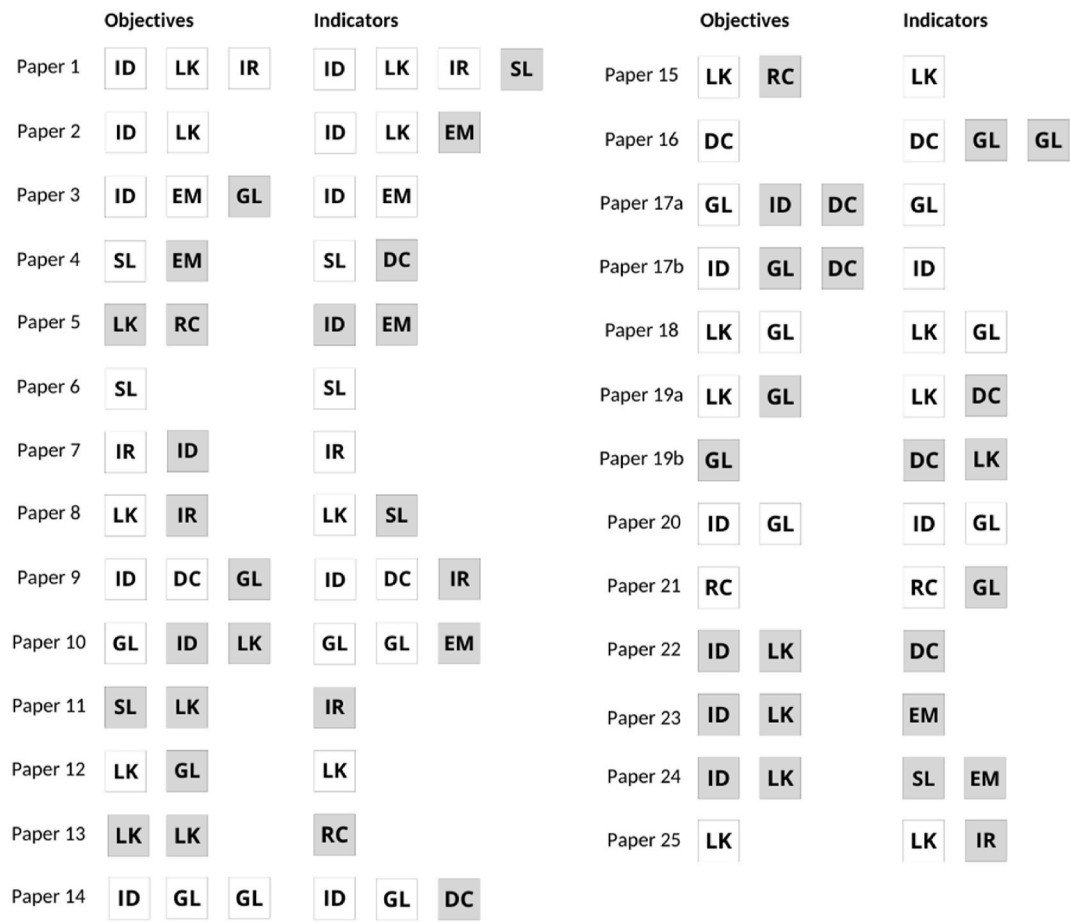 Objectives Indicators
Paper 1 ID LK IR ID LK IR SL
Paper 2 ID LK ID LK EM
Paper 3 ID EM GL ID EM
Paper 4 SL EM SL DC
Paper 5 LK RC ID EM
Paper 6 SL SL
Paper 7 IR ID IR
Paper 8 LK IR LK SL
Paper 9 ID DC GL ID DC IR
Paper 10 GL ID LK GL GL EM
Paper 11 SL LK IR
Paper 12 LK GL LK
Paper 13 LK LK RC
Paper 14 ID GL GL ID GL DC
Objectives Indicators
Paper 15 LK RC LK
Paper 16 DC DC GL GL
Paper 17a GL ID DC GL
Paper 17b ID GL DC ID
Paper 18 LK GL LK GL
Paper 19a LK GL LK DC
Paper 19b GL DC LK
Paper 20 ID GL ID GL
Paper 21 RC RC GL
Paper 22 ID LK DC
Paper 23 ID LK EM
Paper 24 ID LK SL EM
Paper 25 LK LK IR